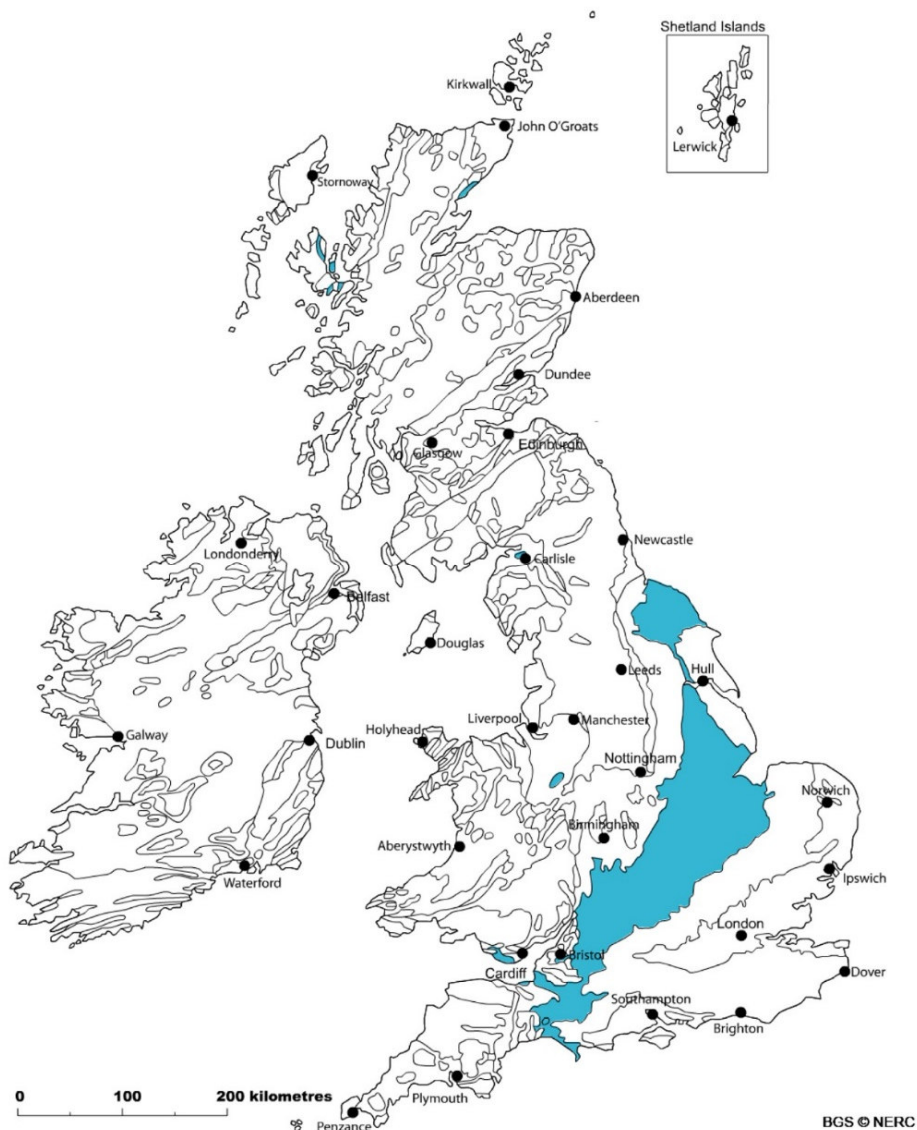 Shetland Islands
Kirkwall
John O'Groats
Lerwick
Stornoway
Aberdeen
Dundee
Edinburgh
Glasgow
Newcastle
Londonderry
Carlisle
Belfast
Douglas
Leeds
Hull
Liverpool
Manchester
Galway
Holyhead
Dublin
Nottingham
Norwich
Birmingham
Aberystwyth
Ipswich
Waterford
London
Bristol
Cardiff
Dover
Southampton
Brighton
0 100 200 kilometres
Plymouth
Penzance
BGS © NERC